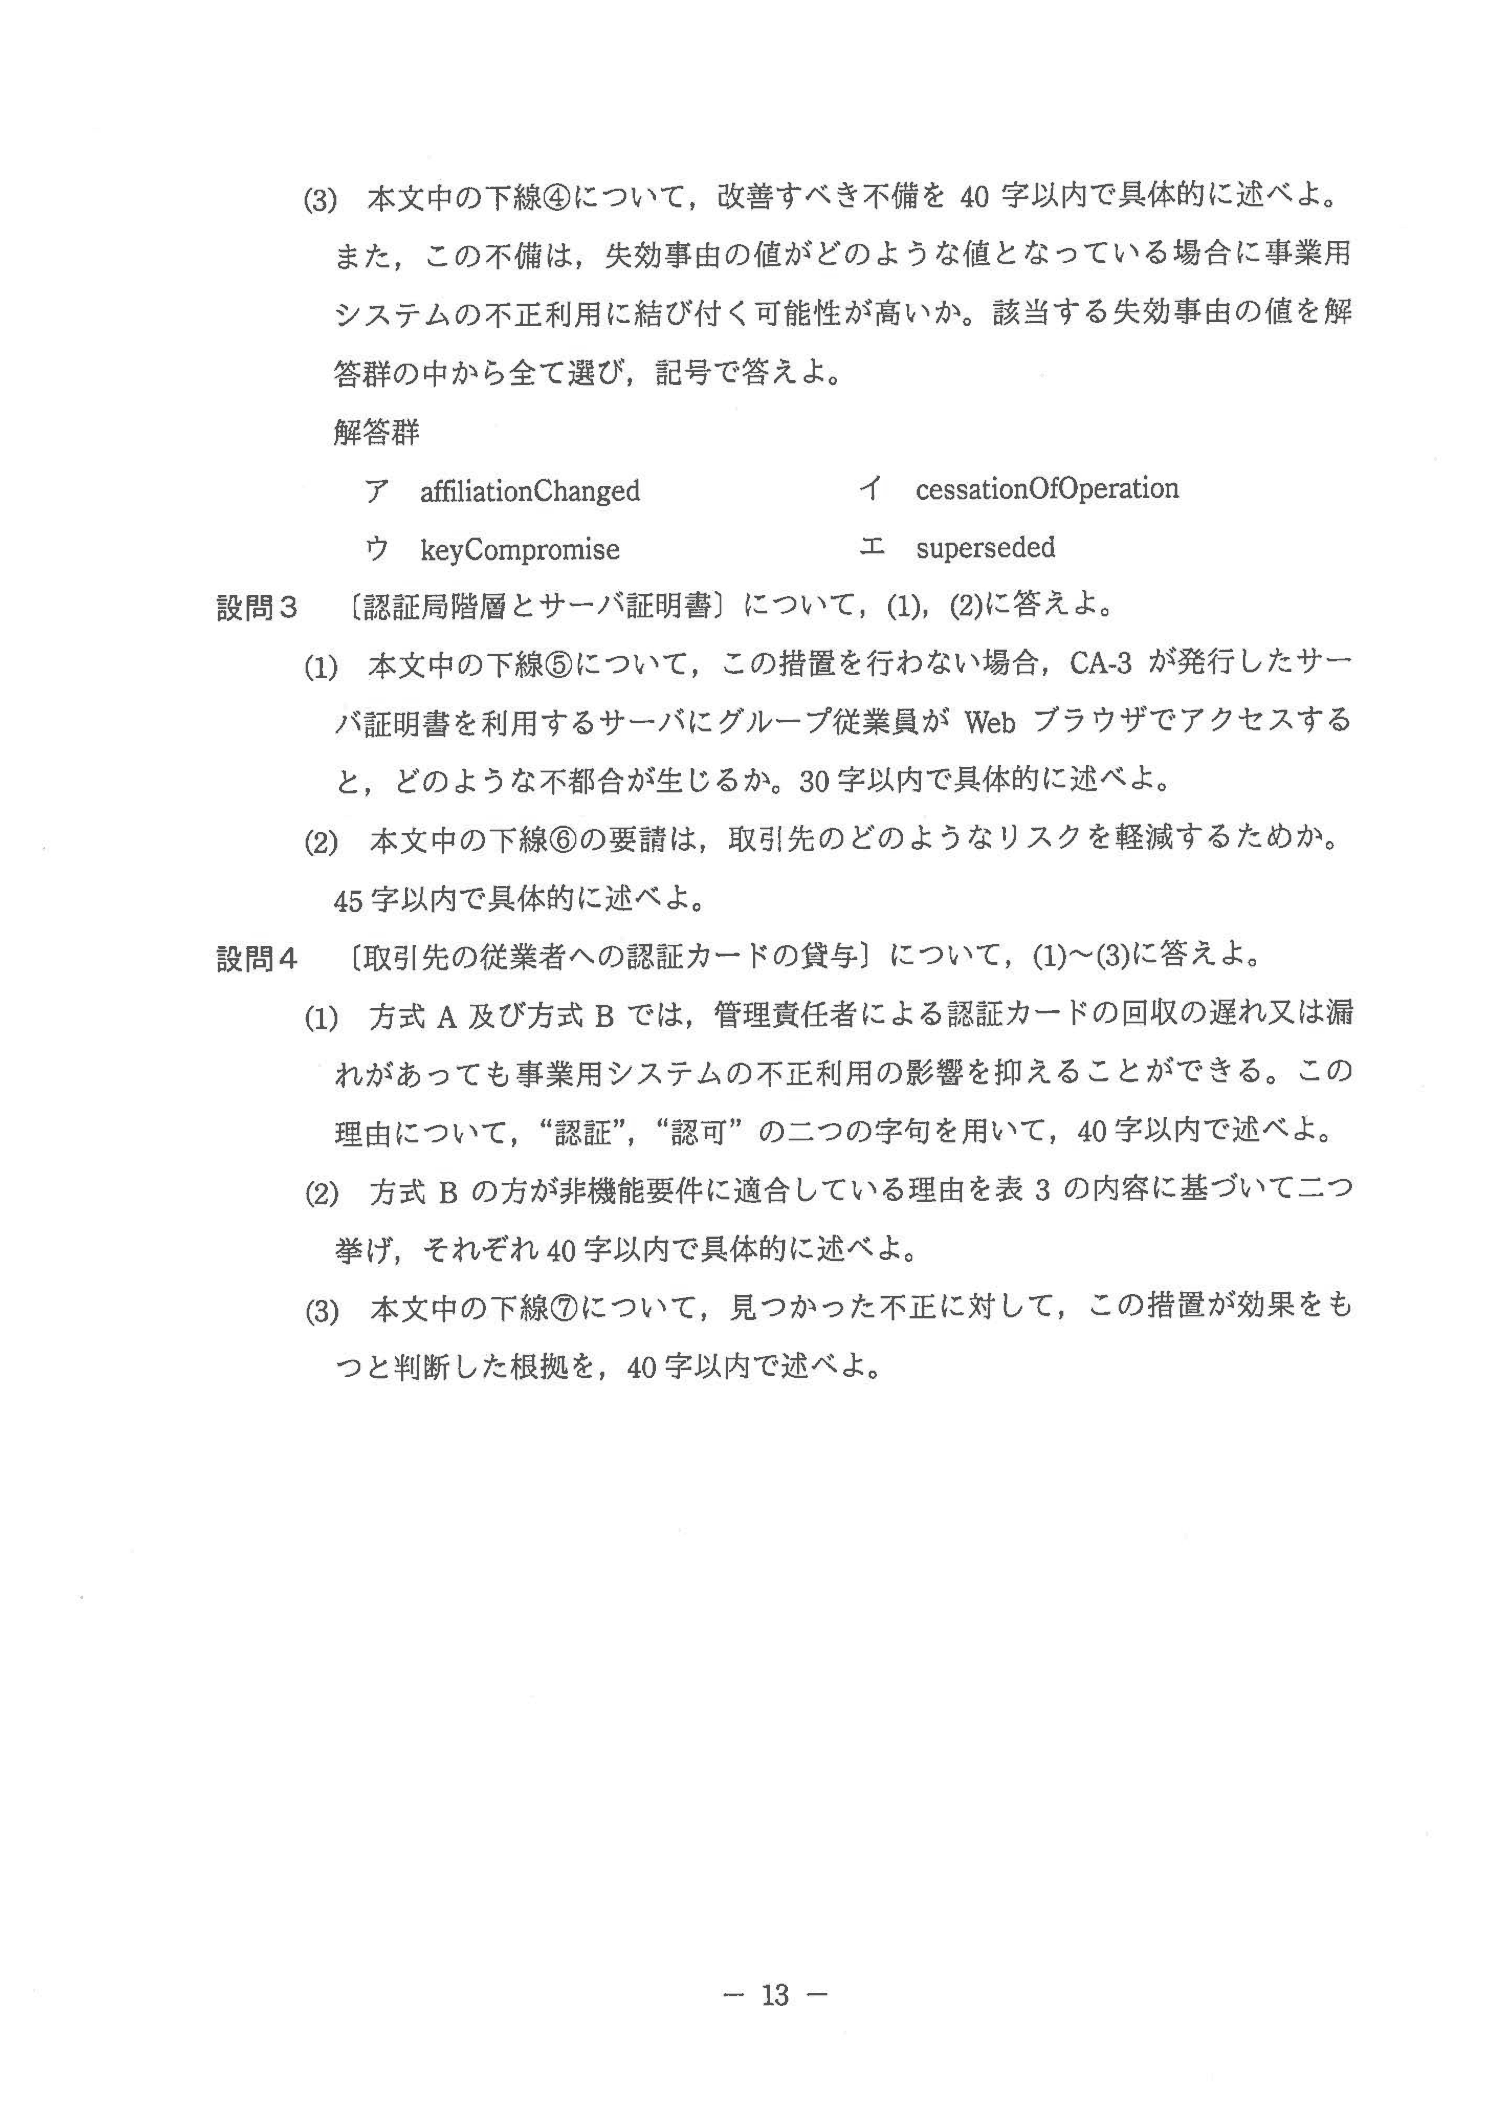 (3) 本文中の下線④について，改善すべき不備を 40 字以内で具体的に述べよ。
また，この不備は，失効事由の値がどのような値となっている場合に事業用
システムの不正利用に結び付く可能性が高いか。該当する失効事由の値を解
答群の中から全て選び，記号で答えよ。
解答群
ア affiliationChanged イ cessationOfOperation
ウ keyCompromise エ superseded
設問3 〔認証局階層とサーバ証明書〕について，(1)，(2)に答えよ。
(1) 本文中の下線⑤について，この措置を行わない場合，CA-3 が発行したサー
バ証明書を利用するサーバにグループ従業員が Web ブラウザでアクセスする
と，どのような不都合が生じるか。30 字以内で具体的に述べよ。
(2) 本文中の下線⑥の要請は，取引先のどのようなリスクを軽減するためか。
45 字以内で具体的に述べよ。
設問4 〔取引先の従業者への認証カードの貸与〕について，(1)～(3)に答えよ。
(1) 方式 A 及び方式 B では，管理責任者による認証カードの回収の遅れ又は漏
れがあっても事業用システムの不正利用の影響を抑えることができる。この
理由について，“認証”，“認可” の二つの字句を用いて，40 字以内で述べよ。
(2) 方式 B の方が非機能要件に適合している理由を表 3 の内容に基づいて二つ
挙げ，それぞれ 40 字以内で具体的に述べよ。
(3) 本文中の下線⑦について，見つかった不正に対して，この措置が効果をも
つと判断した根拠を，40 字以内で述べよ。
－ 13 －